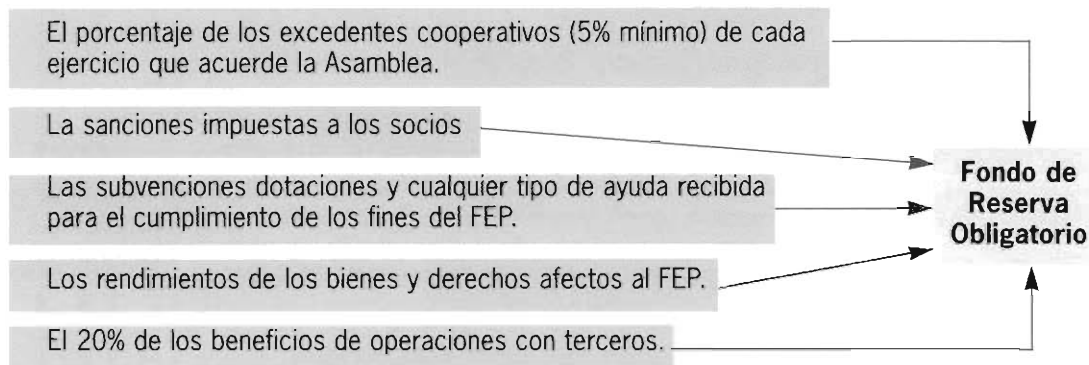 El porcentaje de los excedentes cooperativos (5% mínimo) de cada
ejercicio que acuerde la Asamblea.
La sanciones impuestas a los socios
Las subvenciones dotaciones y cualquier tipo de ayuda recibida
para el cumplimiento de los fines del FEP.
Los rendimientos de los bienes y derechos afectos al FEP.
El 20% de los beneficios de operaciones con terceros.
Fondo de
Reserva
Obligatorio